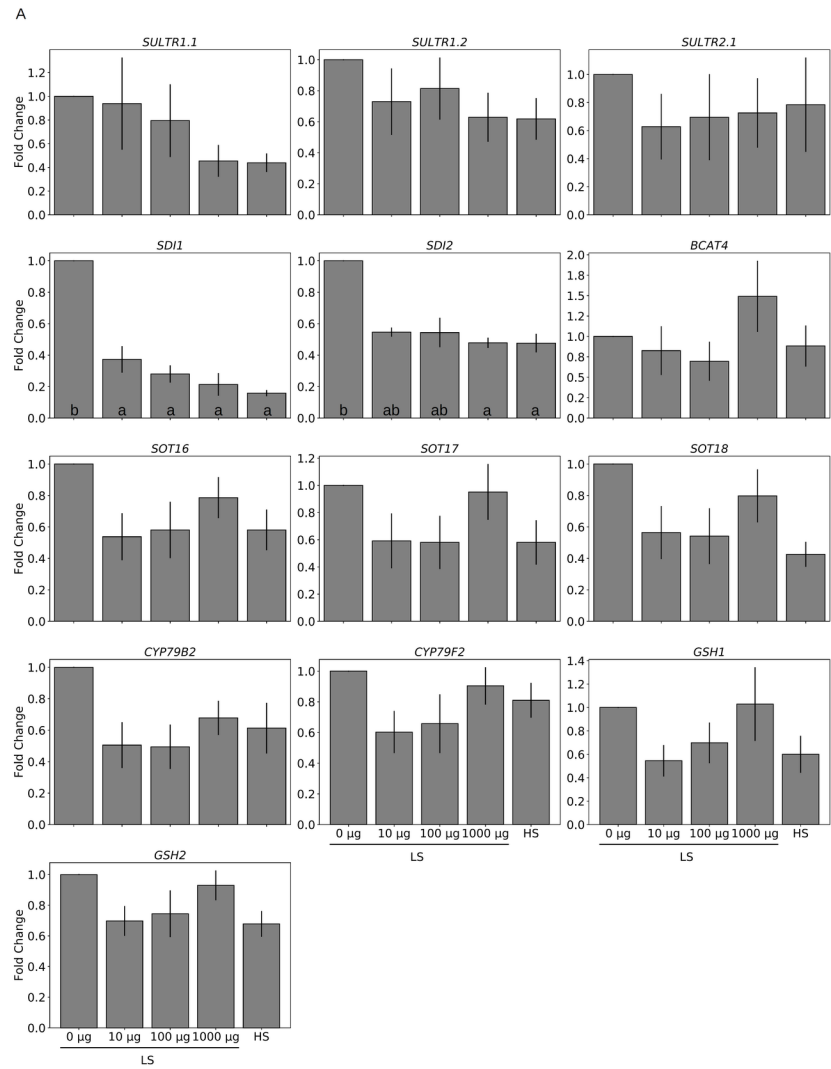 A
SULTR1.1 SULTR1.2 SULTR2.1
Fold Change
1.2 1.0 0.8 0.6 0.4 0.2 0.0
1.0 0.8 0.6 0.4 0.2 0.0
1.0 0.8 0.6 0.4 0.2 0.0
SDI1 SDI2 BCAT4
Fold Change
1.0 0.8 0.6 0.4 0.2 0.0
b a a a a
1.0 0.8 0.6 0.4 0.2 0.0
b ab ab a a
2.0 1.8 1.5 1.2 1.0 0.8 0.5 0.2 0.0
SOT16 SOT17 SOT18
Fold Change
1.0 0.8 0.6 0.4 0.2 0.0
1.2 1.0 0.8 0.6 0.4 0.2 0.0
1.0 0.8 0.6 0.4 0.2 0.0
CYP79B2 CYP79F2 GSH1
Fold Change
1.0 0.8 0.6 0.4 0.2 0.0
1.0 0.8 0.6 0.4 0.2 0.0
1.4 1.2 1.0 0.8 0.6 0.4 0.2 0.0
0 µg 10 µg 100 µg 1000 µg HS
LS
0 µg 10 µg 100 µg 1000 µg HS
LS
GSH2
Fold Change
1.0 0.8 0.6 0.4 0.2 0.0
0 µg 10 µg 100 µg 1000 µg HS
LS